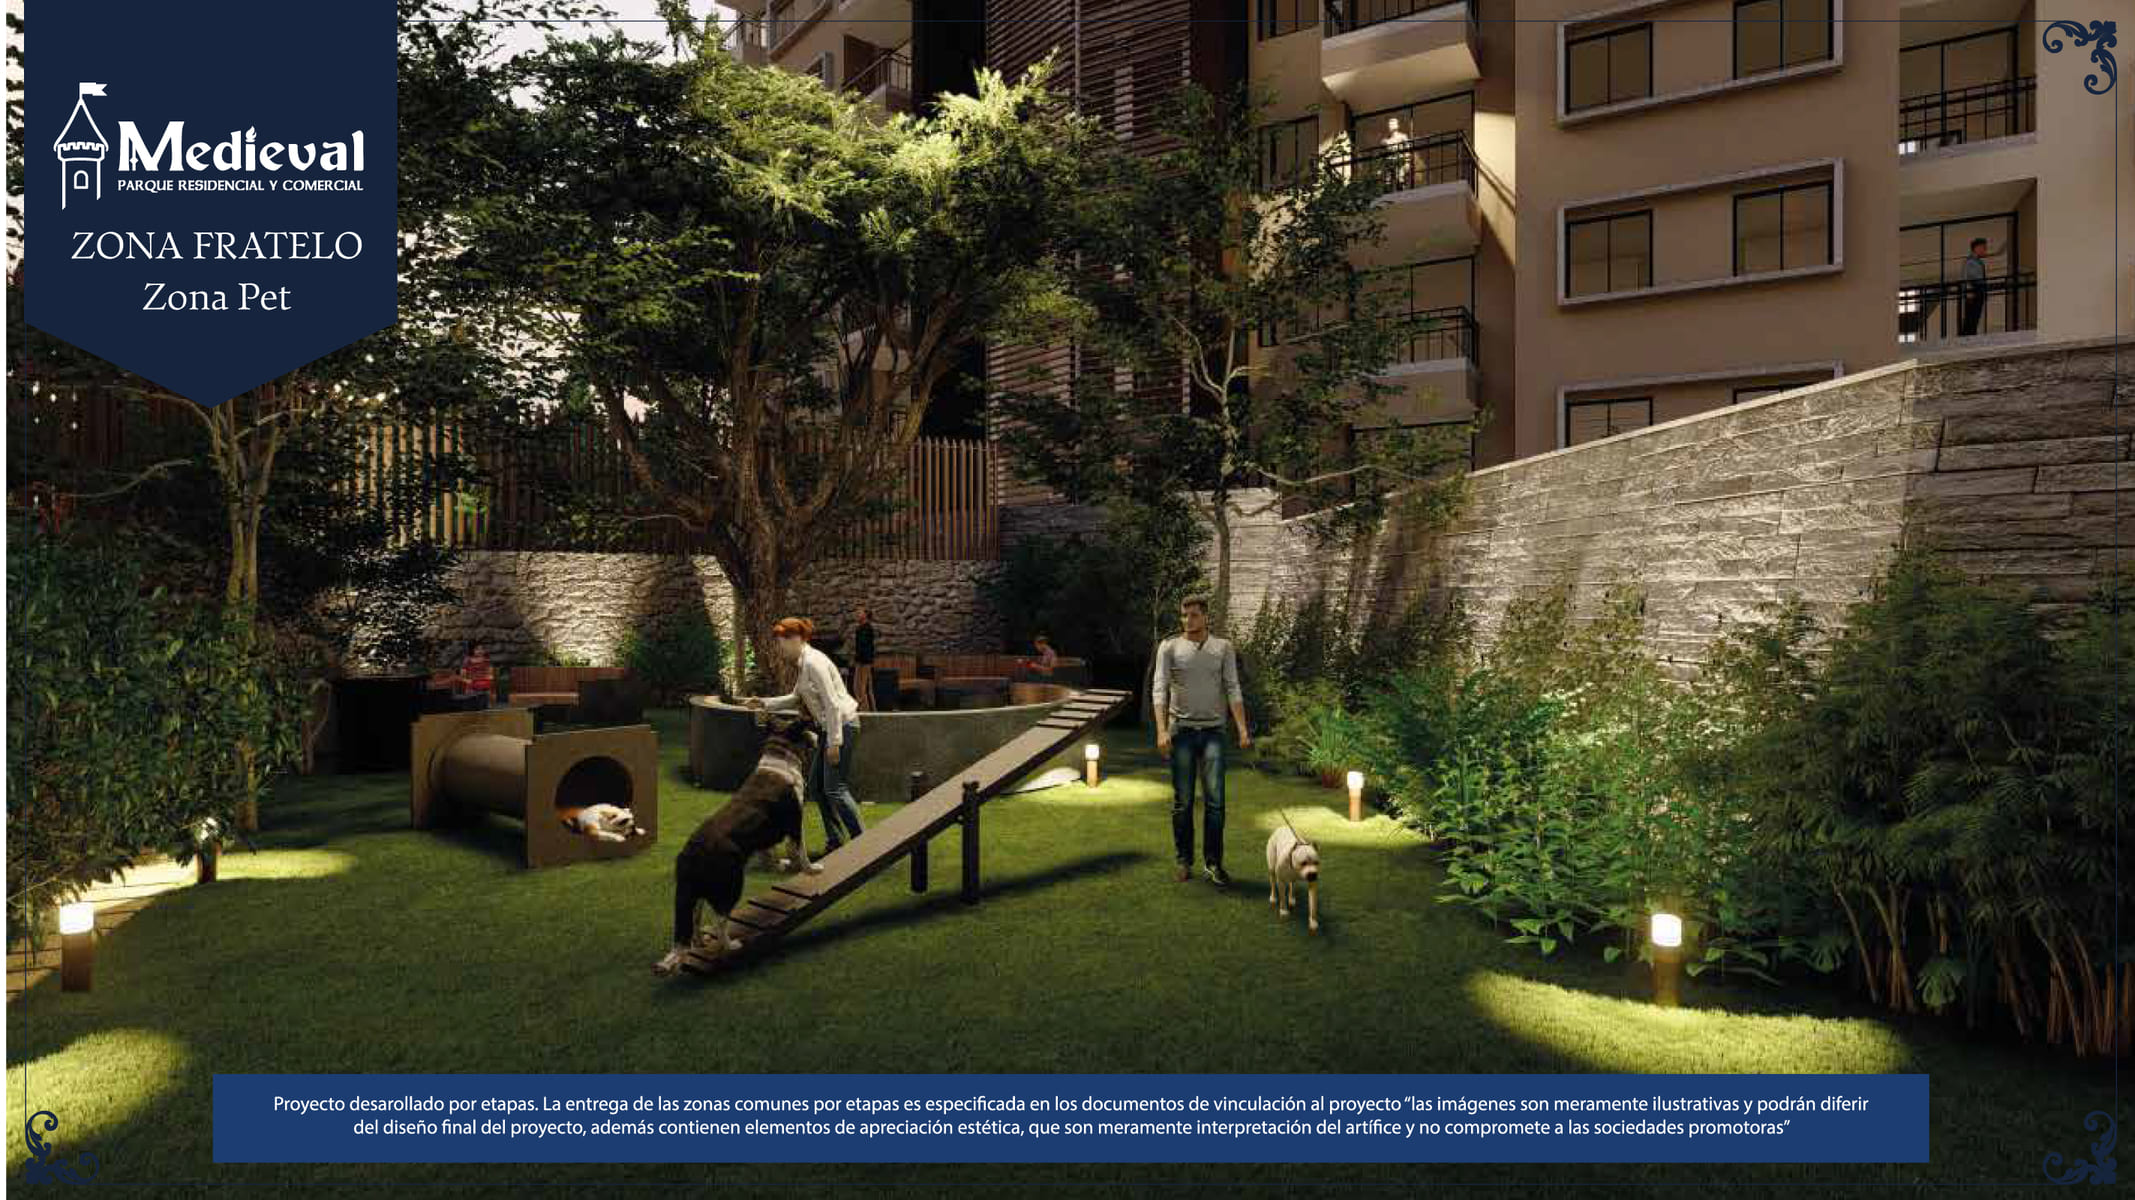 Medieval
PARQUE RESIDENCIAL Y COMERCIAL
ZONA FRATELO
Zona Pet
Proyecto desarollado por etapas. La entrega de las zonas comunes por etapas es especificada en los documentos de vinculación al proyecto “las imágenes son meramente ilustrativas y podrán diferir
del diseño final del proyecto, además contienen elementos de apreciación estética, que son meramente interpretación del artífice y no compromete a las sociedades promotoras”